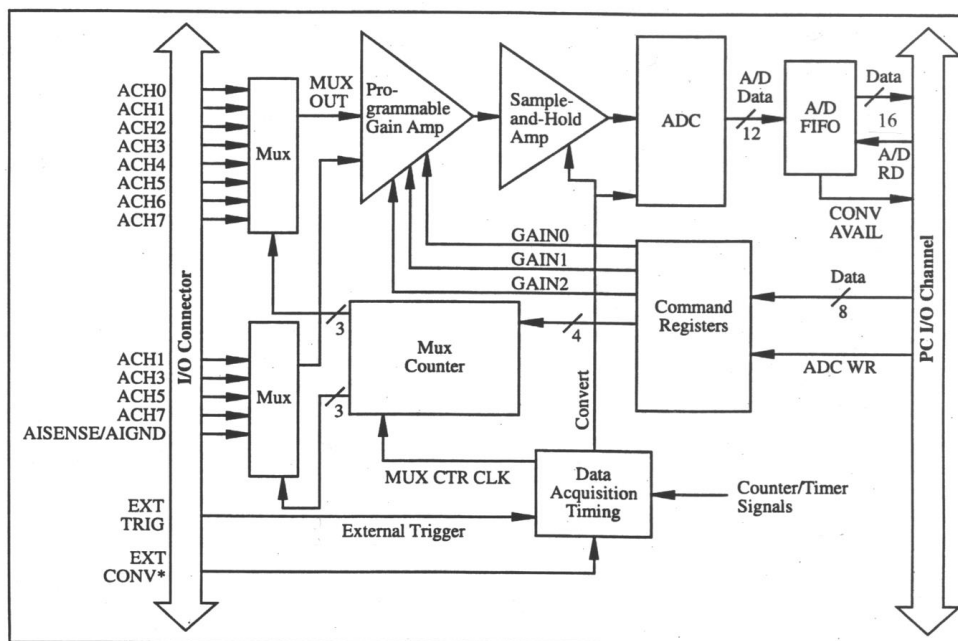 ACH0
ACH1
ACH2
ACH3
ACH4
ACH5
ACH6
ACH7
Mux
MUX
OUT
Pro-
grammable
Gain Amp
Sample-
and-Hold
Amp
ADC
A/D
Data
12
A/D
FIFO
Data
16
A/D
RD
CONV
AVAIL
GAIN0
GAIN1
GAIN2
I/O Connector
PC I/O Channel
3
Mux
Counter
4
Command
Registers
Data
8
ADC WR
ACH1
ACH3
ACH5
ACH7
AISENSE/AIGND
Mux
3
Convert
MUX CTR CLK
Data
Acquisition
Timing
Counter/Timer
Signals
EXT
TRIG
External Trigger
EXT
CONV*